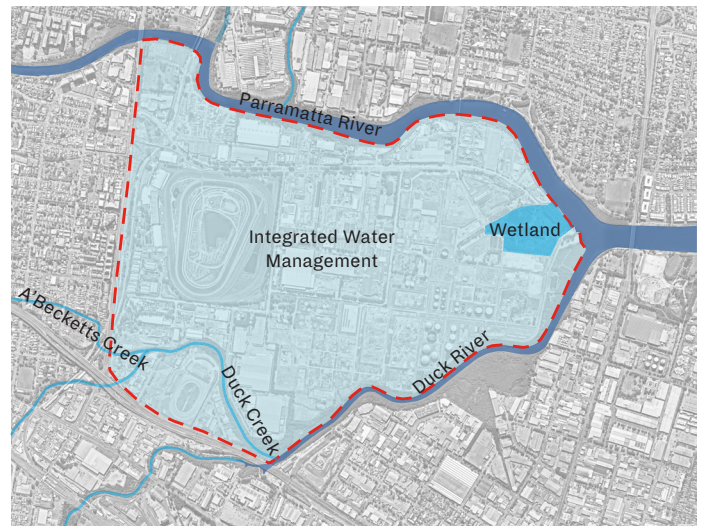 Parramatta River
Wetland
Integrated Water
Management
A'Becketts Creek
Duck River
Duck Creek